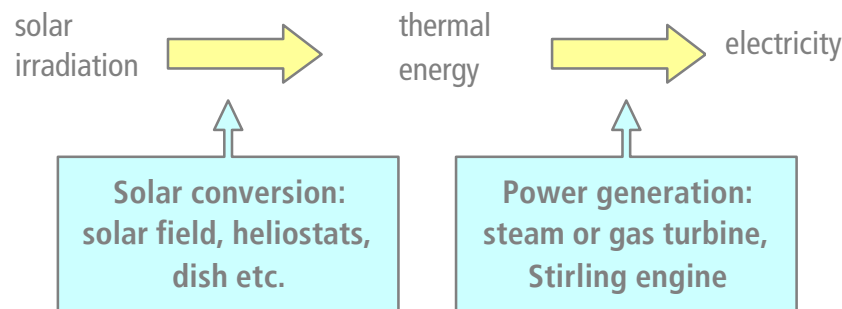 solar
irradiation
thermal
energy
electricity
Solar conversion:
solar field, heliostats,
dish etc.
Power generation:
steam or gas turbine,
Stirling engine